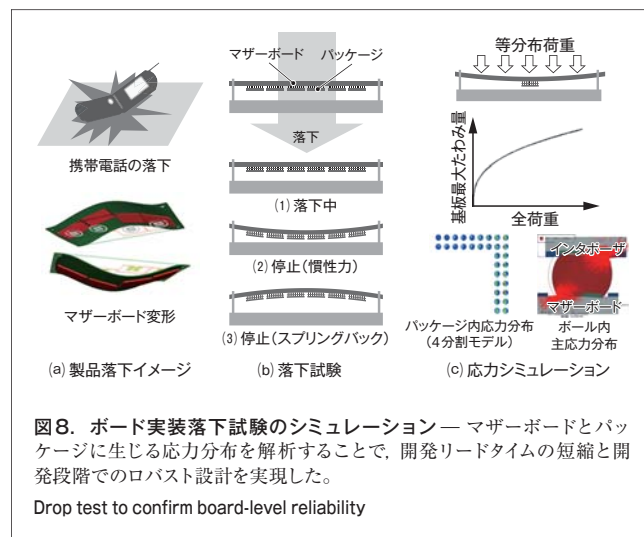 携帯電話の落下
マザーボード変形
(a) 製品落下イメージ
マザーボード
パッケージ
落下
(1) 落下中
(2) 停止(慣性力)
(3) 停止(スプリングバック)
(b) 落下試験
等分布荷重
基板最大たわみ量
全荷重
インタポーザ
マザーボード
パッケージ内応力分布
(4分割モデル)
ボール内
主応力分布
(c) 応力シミュレーション
図8. ボード実装落下試験のシミュレーション — マザーボードとパッ
ケージに生じる応力分布を解析することで, 開発リードタイムの短縮と開
発段階でのロバスト設計を実現した。
Drop test to confirm board-level reliability